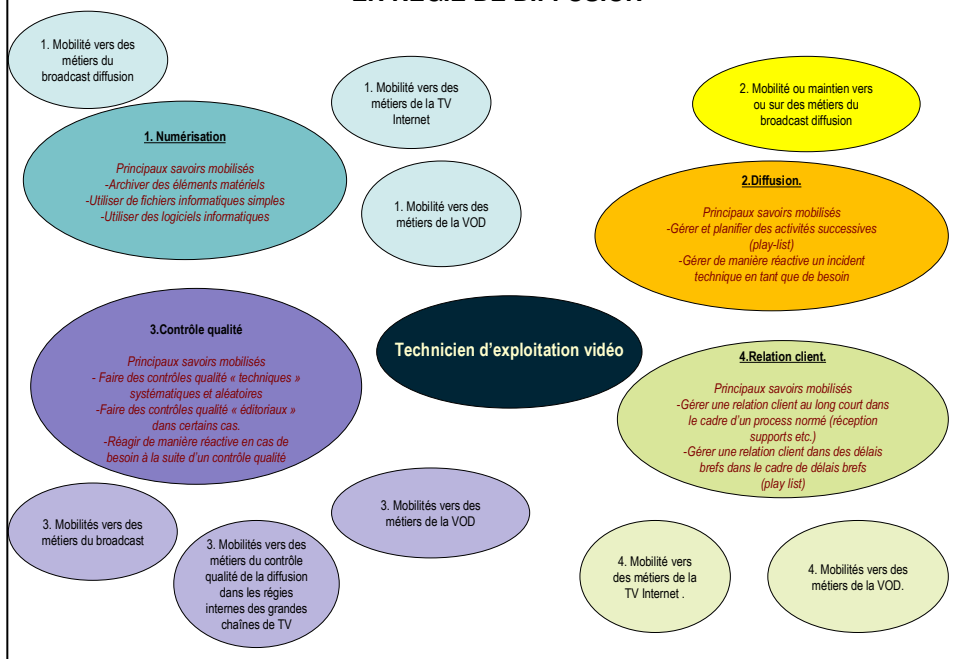 EN REGIE DE DIFFUSION
1. Mobilité vers des
métiers du
broadcast diffusion
1. Mobilité vers des
métiers de la TV
Internet
2. Mobilité ou maintien vers
ou sur des métiers du
broadcast diffusion
1. Numérisation
Principaux savoirs mobilisés
-Archiver des éléments matériels
-Utiliser de fichiers informatiques simples
-Utiliser des logiciels informatiques
1. Mobilité vers des
métiers de la VOD
2.Diffusion.
Principaux savoirs mobilisés
-Gérer et planifier des activités successives
(play-list)
-Gérer de manière réactive un incident
technique en tant que de besoin
3.Contrôle qualité
Principaux savoirs mobilisés
- Faire des contrôles qualité « techniques »
systématiques et aléatoires
-Faire des contrôles qualité « éditoriaux »
dans certains cas.
-Réagir de manière réactive en cas de
besoin à la suite d'un contrôle qualité
Technicien d'exploitation vidéo
4.Relation client.
Principaux savoirs mobilisés
-Gérer une relation client au long court dans
le cadre d'un process normé (réception
supports etc.)
-Gérer une relation client dans des délais
brefs dans le cadre de délais brefs
(play list)
3. Mobilités vers des
métiers du broadcast
3. Mobilités vers des
métiers du contrôle
qualité de la diffusion
dans les régies
internes des grandes
chaînes de TV
3. Mobilités vers des
métiers de la VOD
4. Mobilité vers
des métiers de la
TV Internet .
4. Mobilités vers des
métiers de la VOD.